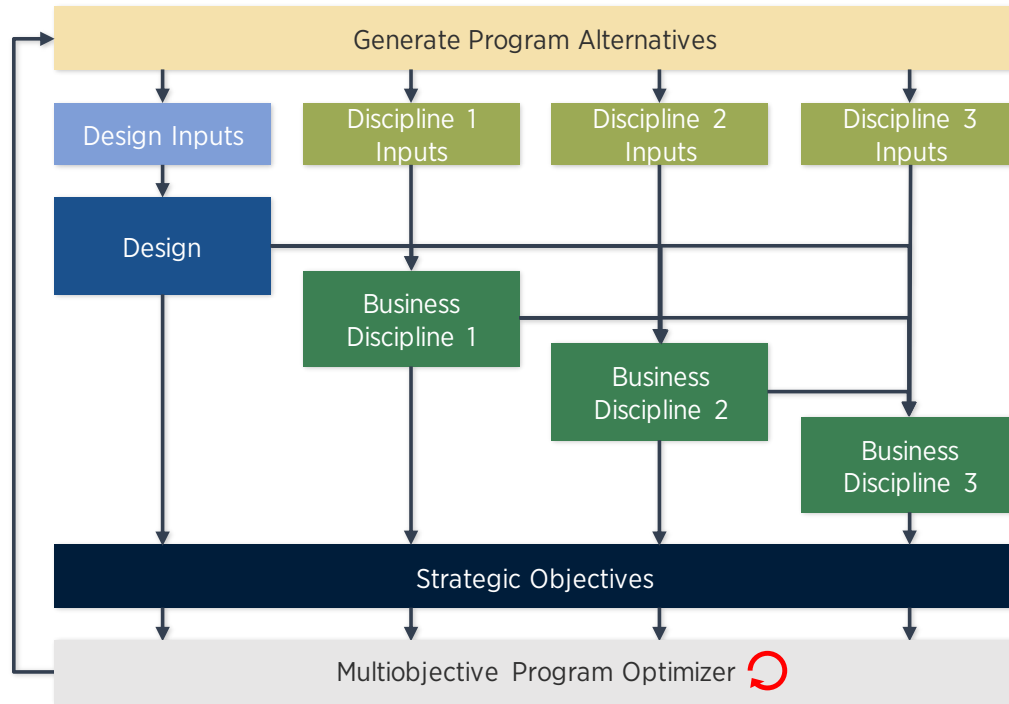 Generate Program Alternatives
Design Inputs
Discipline 1
Inputs
Discipline 2
Inputs
Discipline 3
Inputs
Design
Business
Discipline 1
Business
Discipline 2
Business
Discipline 3
Strategic Objectives
Multiobjective Program Optimizer